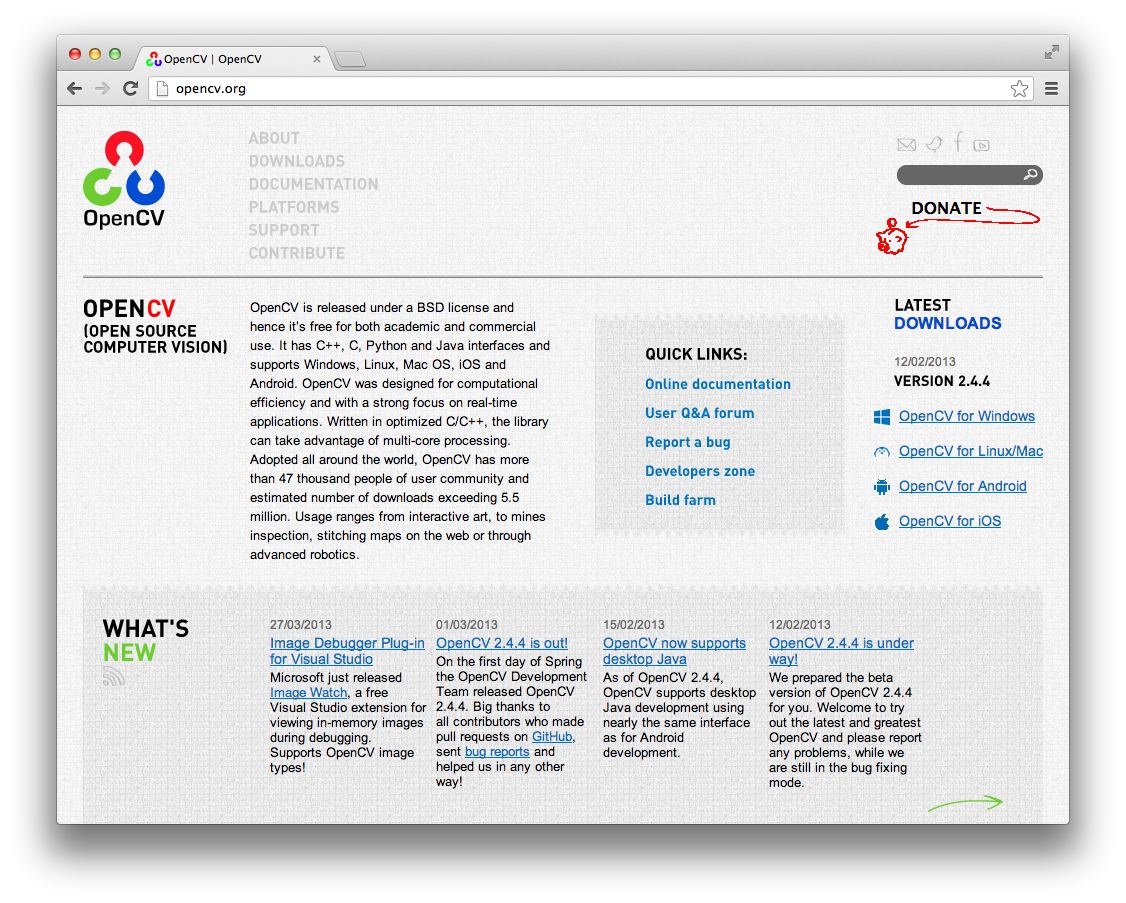 OpenCV | OpenCV
opencv.org
OpenCV
ABOUT
DOWNLOADS
DOCUMENTATION
PLATFORMS
SUPPORT
CONTRIBUTE
DONATE
OPENCV
(OPEN SOURCE
COMPUTER VISION)
OpenCV is released under a BSD license and
hence it's free for both academic and commercial
use. It has C++, C, Python and Java interfaces and
supports Windows, Linux, Mac OS, iOS and
Android. OpenCV was designed for computational
efficiency and with a strong focus on real-time
applications. Written in optimized C/C++, the library
can take advantage of multi-core processing.
Adopted all around the world, OpenCV has more
than 47 thousand people of user community and
estimated number of downloads exceeding 5.5
million. Usage ranges from interactive art, to mines
inspection, stitching maps on the web or through
advanced robotics.
QUICK LINKS:
Online documentation
User Q&A forum
Report a bug
Developers zone
Build farm
LATEST
DOWNLOADS
12/02/2013
VERSION 2.4.4
OpenCV for Windows
OpenCV for Linux/Mac
OpenCV for Android
OpenCV for iOS
WHAT'S
NEW
27/03/2013
Image Debugger Plug-in
for Visual Studio
Microsoft just released
Image Watch, a free
Visual Studio extension for
viewing in-memory images
during debugging.
Supports OpenCV image
types!
01/03/2013
OpenCV 2.4.4 is out!
On the first day of Spring
the OpenCV Development
Team released OpenCV
2.4.4. Big thanks to
all contributors who made
pull requests on GitHub,
sent bug reports and
helped us in any other
way!
15/02/2013
OpenCV now supports
desktop Java
As of OpenCV 2.4.4,
OpenCV supports desktop
Java development using
nearly the same interface
as for Android
development.
12/02/2013
OpenCV 2.4.4 is under
way!
We prepared the beta
version of OpenCV 2.4.4
for you. Welcome to try
out the latest and greatest
OpenCV and please report
any problems, while we
are still in the bug fixing
mode.